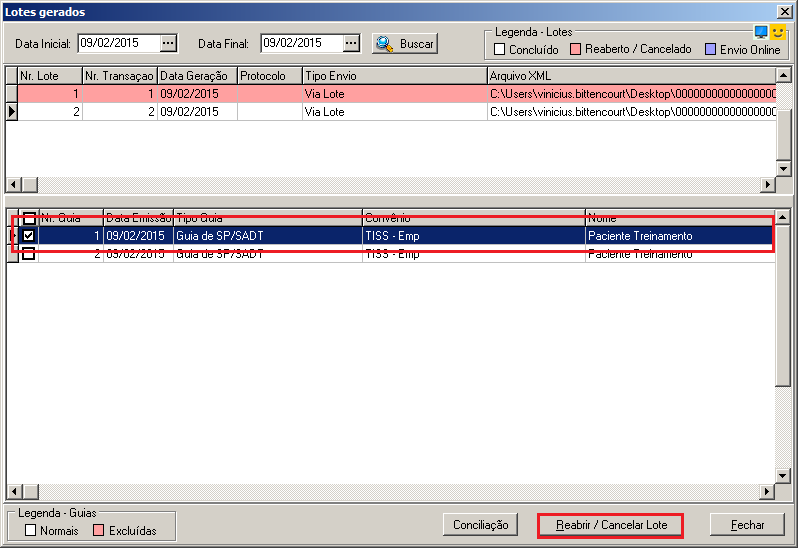 Lotes gerados
Legenda - Lotes
Data Inicial: 09/02/2015 ... Data Final: 09/02/2015 ... Buscar
Concluído Reaberto / Cancelado Envio Online
Nr. Lote Nr. Transaçao Data Geração Protocolo Tipo Envio Arquivo XML
1 1 09/02/2015 Via Lote C:\Users\vinicius.bittencourt\Desktop\0000000000000000000
2 2 09/02/2015 Via Lote C:\Users\vinicius.bittencourt\Desktop\0000000000000000000
Nr. Guia Data Emissão Tipo Guia Convênio Nome
1 09/02/2015 Guia de SP/SADT TISS - Emp Paciente Treinamento
2 09/02/2015 Guia de SP/SADT TISS - Emp Paciente Treinamento
Legenda - Guias
Normais Excluídas
Conciliação Reabrir / Cancelar Lote Fechar